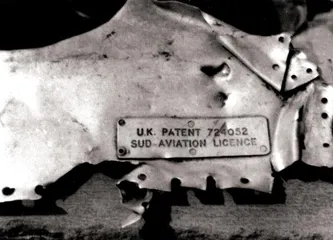 U.K. PATENT 724052
SUD-AVIATION LICENCE